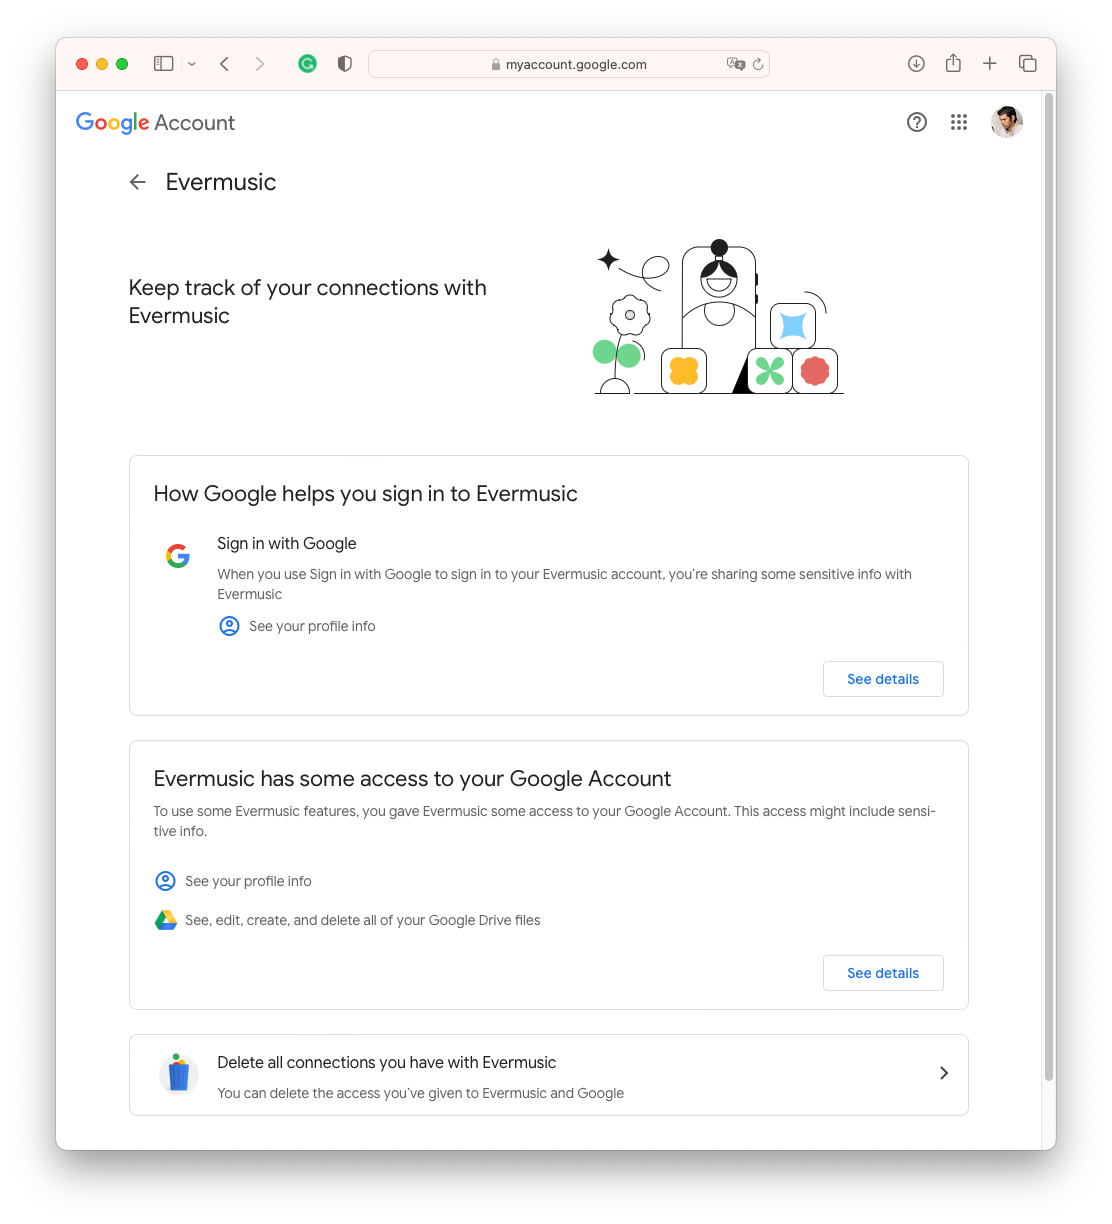 myaccount.google.com
Google Account
Evermusic
Keep track of your connections with
Evermusic
How Google helps you sign in to Evermusic
Sign in with Google
When you use Sign in with Google to sign in to your Evermusic account, you're sharing some sensitive info with
Evermusic
See your profile info
See details
Evermusic has some access to your Google Account
To use some Evermusic features, you gave Evermusic some access to your Google Account. This access might include sensi-
tive info.
See your profile info
See, edit, create, and delete all of your Google Drive files
See details
Delete all connections you have with Evermusic
You can delete the access you've given to Evermusic and Google